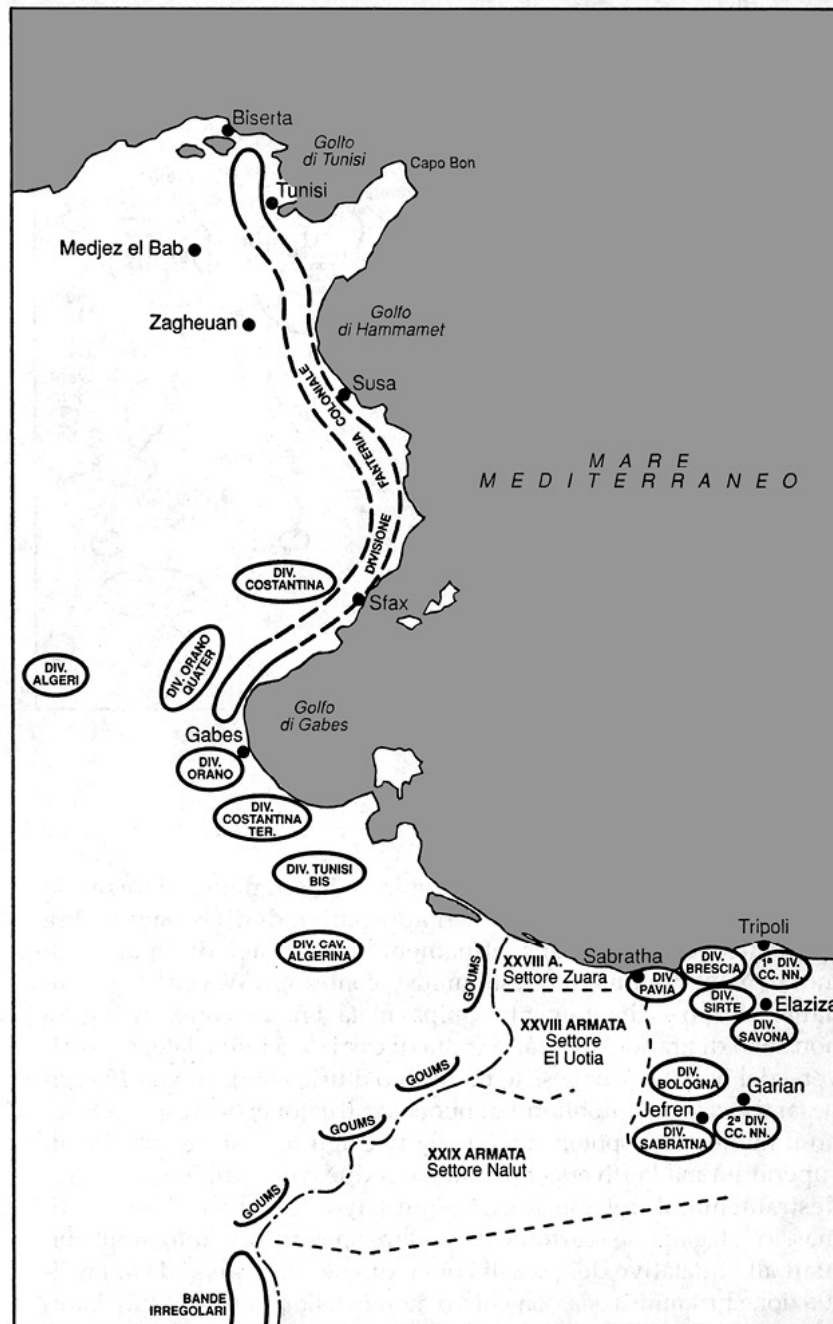 Biserta
Golfo
di Tunisi
Capo Bon
Tunisi
Medjez el Bab
Zagheuan
Golfo
di Hammamet
Susa
MARE
MEDITERRANEO
DIVISIONE FANTERIA COLONIALE
DIV.
COSTANTINA
Sfax
DIV.
ALGERI
DIV. ORANO
QUATER
Golfo
di Gabes
Gabes
DIV.
ORANO
DIV.
COSTANTINA
TER.
DIV. TUNISI
BIS
DIV. CAV.
ALGERINA
GOUMS
XXVIII A.
Settore Zuara
Sabratha
DIV.
PAVIA
DIV.
BRESCIA
Tripoli
1ª DIV.
CC. NN.
DIV.
SIRTE
Elaziza
DIV.
SAVONA
XXVIII ARMATA
Settore
El Uotia
GOUMS
DIV.
BOLOGNA
Garian
Jefren
2ª DIV.
CC. NN.
DIV.
SABRATNA
GOUMS
XXIX ARMATA
Settore Nalut
GOUMS
BANDE
IRREGOLARI